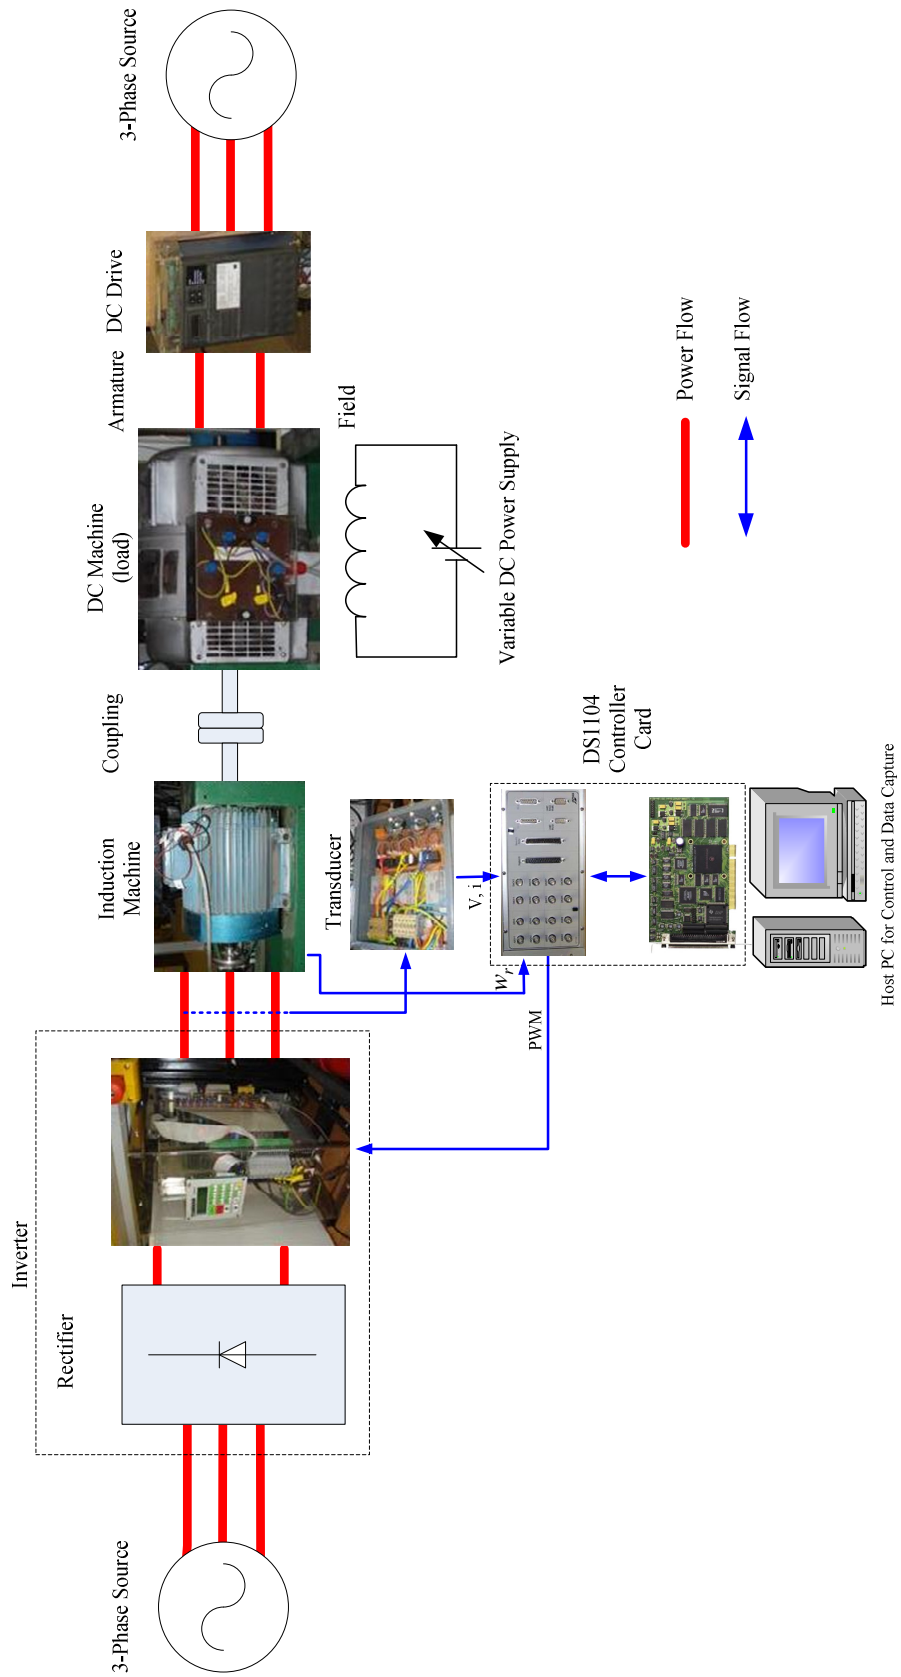 3-Phase Source
Rectifier
Inverter
Induction
Machine
Coupling
DC Machine
(load)
Armature
DC Drive
3-Phase Source
Field
Variable DC Power Supply
Transducer
V, i
w_r
PWM
DS1104
Controller
Card
Host PC for Control and Data Capture
Power Flow
Signal Flow